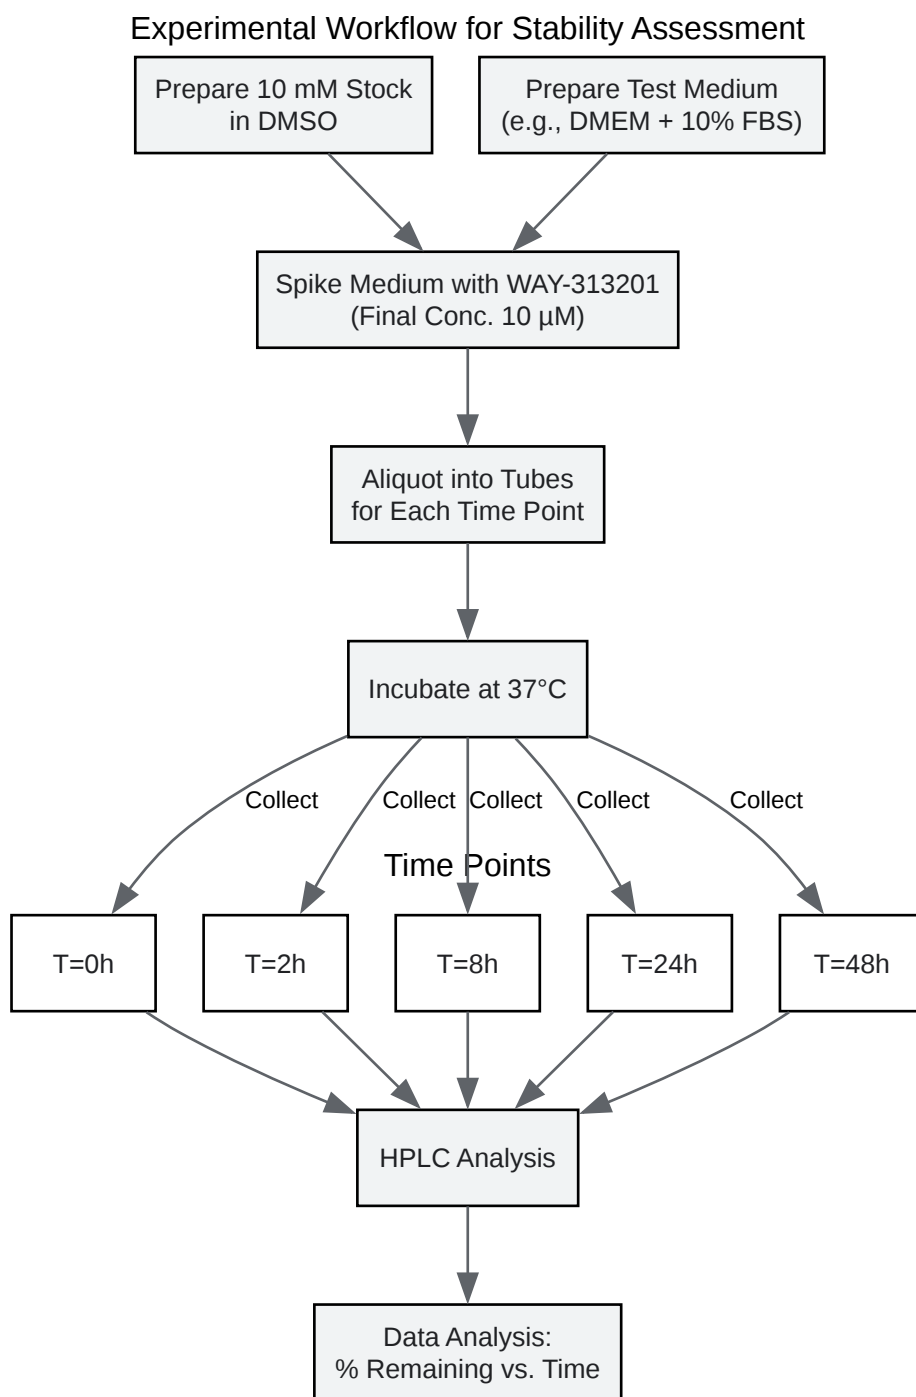 Experimental Workflow for Stability Assessment
Prepare 10 mM Stock
in DMSO
Prepare Test Medium
(e.g., DMEM + 10% FBS)
Spike Medium with WAY-313201
(Final Conc. 10 µM)
Aliquot into Tubes
for Each Time Point
Incubate at 37°C
Collect Collect Collect Collect Collect
Time Points
T=0h T=2h T=8h T=24h T=48h
HPLC Analysis
Data Analysis:
% Remaining vs. Time